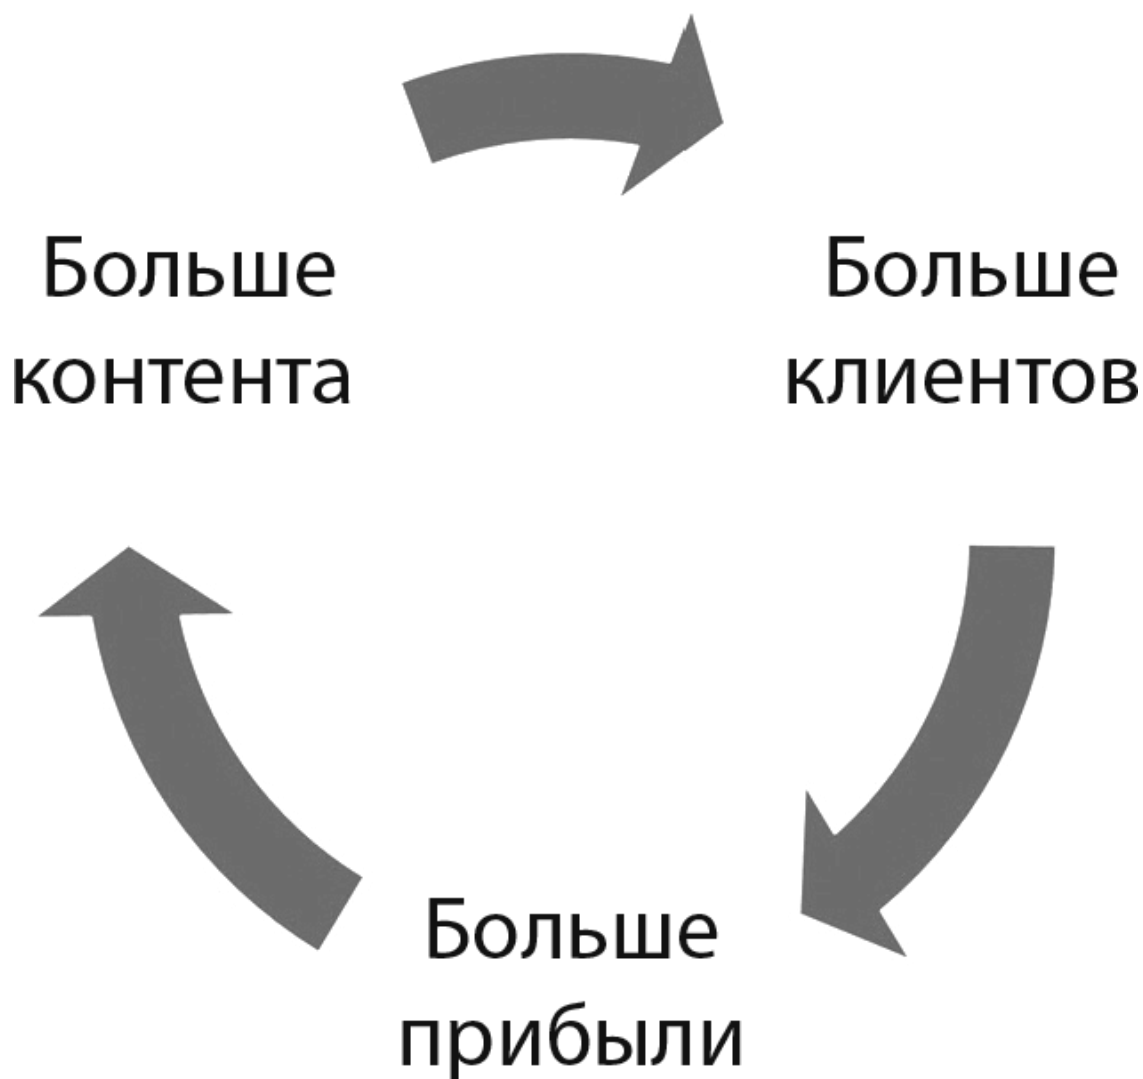 Больше
контента
Больше
клиентов
Больше
прибыли